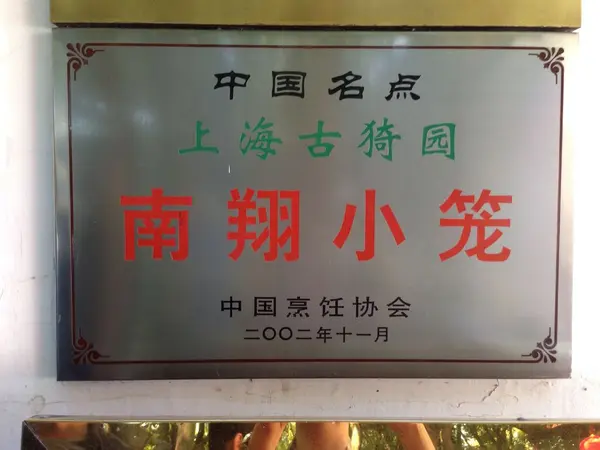 中国名点
上海古猗园
南翔小笼
中国烹饪协会
二〇〇二年十一月